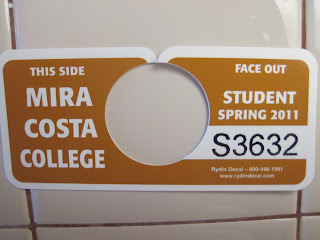 THIS SIDE
MIRA
COSTA
COLLEGE
FACE OUT
STUDENT
SPRING 2011
S3632
Rydin Decal – 800-448-1991
www.rydindecal.com